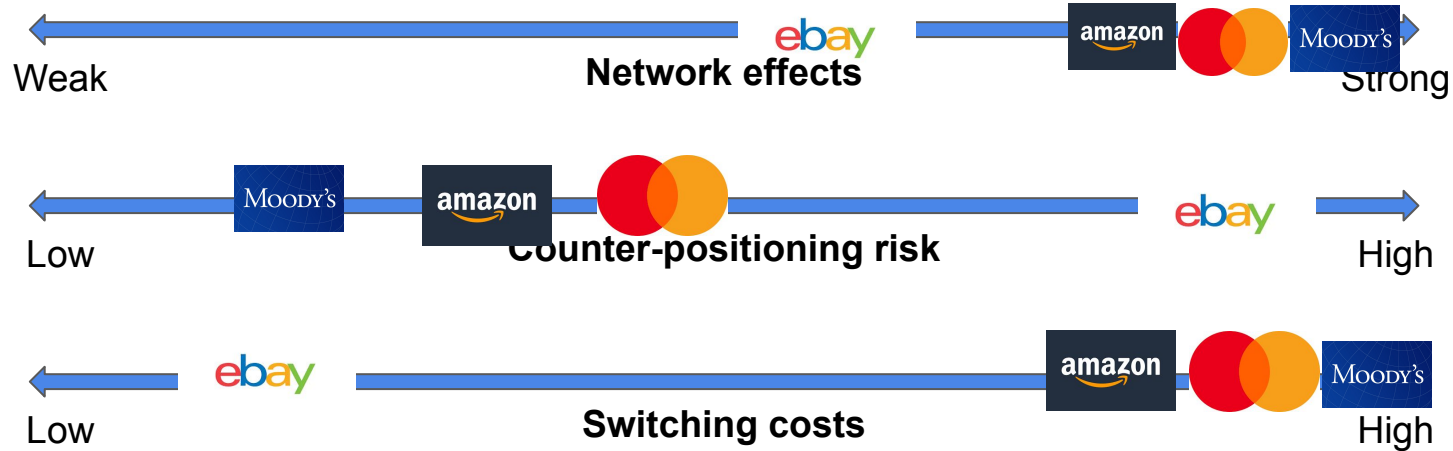 ebay amazon MOODY'S
Weak Network effects Strong
MOODY'S amazon ebay
Low Counter-positioning risk High
ebay amazon MOODY'S
Low Switching costs High